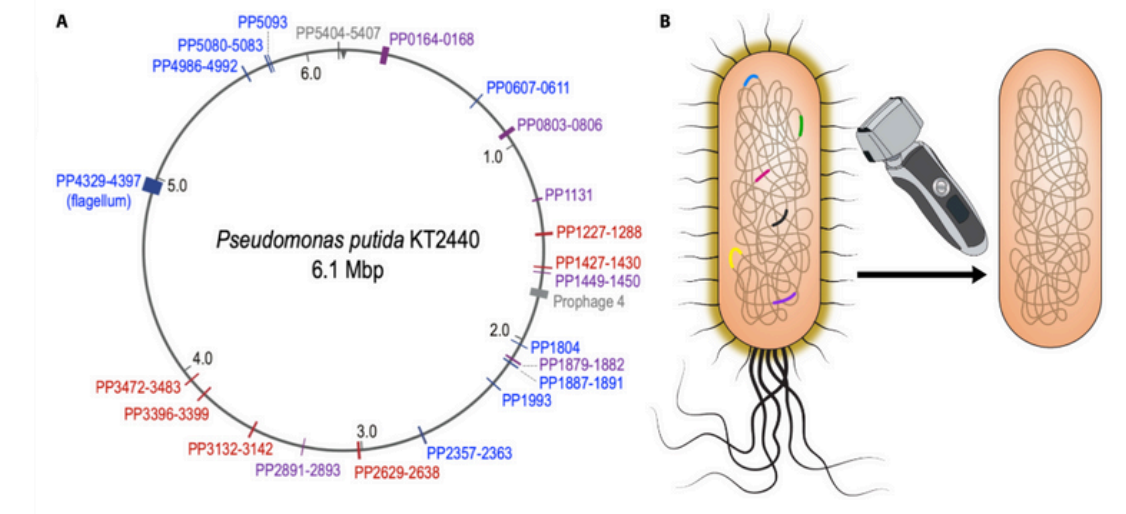 A
B
PP5093
PP5404-5407
PP5080-5083
PP0164-0168
PP4986-4992
6.0
PP0607-0611
PP0803-0806
1.0
PP4329-4397
(flagellum)
5.0
PP1131
Pseudomonas putida KT2440
6.1 Mbp
PP1227-1288
PP1427-1430
PP1449-1450
Prophage 4
2.0
PP1804
PP1879-1882
PP1887-1891
PP1993
4.0
PP3472-3483
PP3396-3399
3.0
PP3132-3142
PP2357-2363
PP2891-2893
PP2629-2638